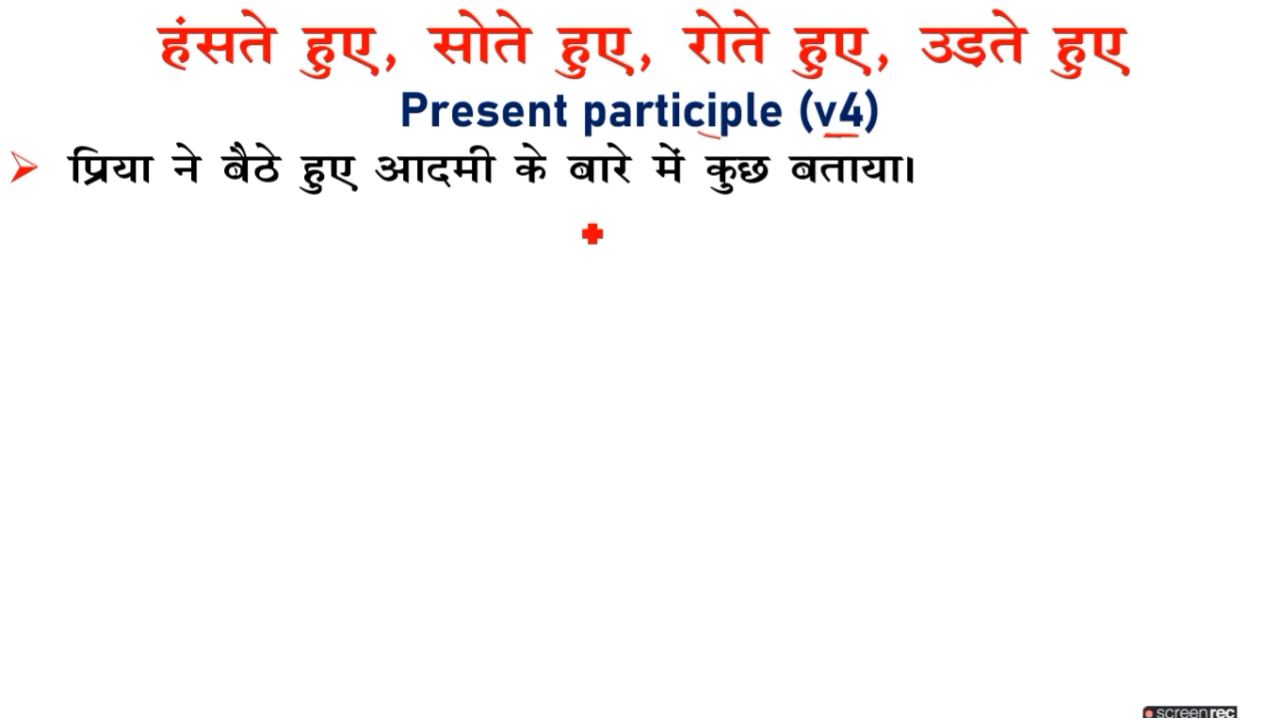 हंसते हुए, सोते हुए, रोते हुए, उड़ते हुए
Present participle (v4)
प्रिया ने बैठे हुए आदमी के बारे में कुछ बताया।
screenrec